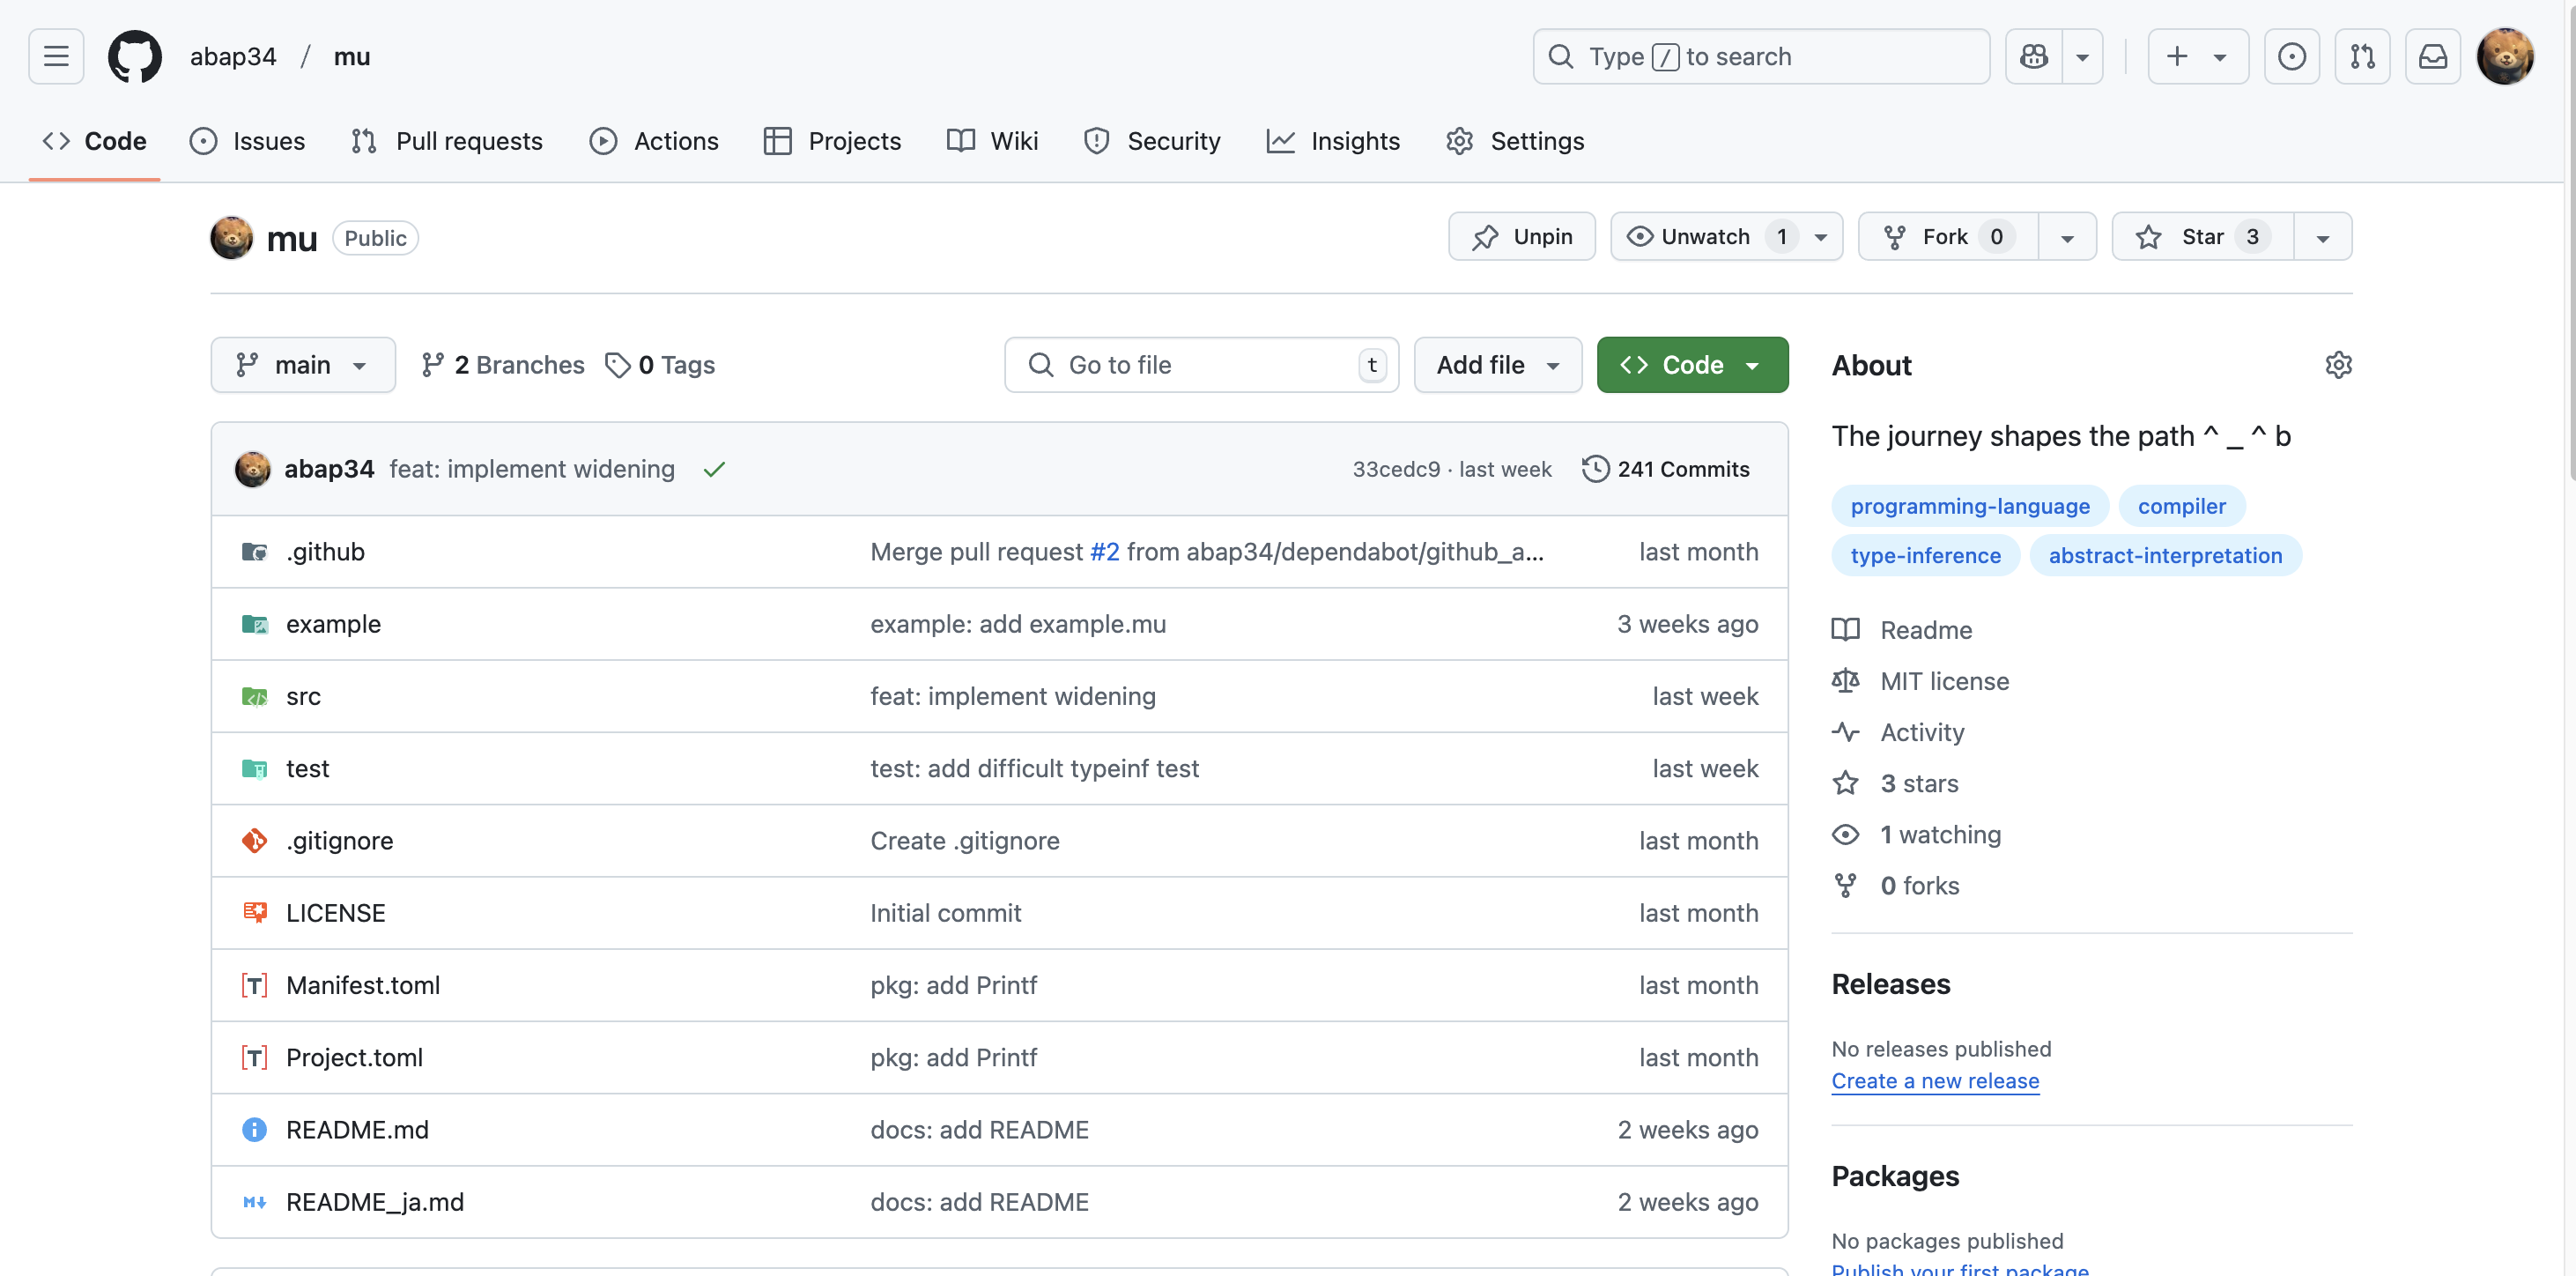 abap34 / mu
Type / to search
Code Issues Pull requests Actions Projects Wiki Security Insights Settings
mu Public
Unpin Unwatch 1 Fork 0 Star 3
main 2 Branches 0 Tags
Go to file t Add file Code
abap34 feat: implement widening 33cedc9 · last week 241 Commits
.github Merge pull request #2 from abap34/dependabot/github_a... last month
example example: add example.mu 3 weeks ago
src feat: implement widening last week
test test: add difficult typeinf test last week
.gitignore Create .gitignore last month
LICENSE Initial commit last month
Manifest.toml pkg: add Printf last month
Project.toml pkg: add Printf last month
README.md docs: add README 2 weeks ago
README_ja.md docs: add README 2 weeks ago
About
The journey shapes the path ^ _ ^ b
programming-language compiler
type-inference abstract-interpretation
Readme
MIT license
Activity
3 stars
1 watching
0 forks
Releases
No releases published
Create a new release
Packages
No packages published
Publish your first package